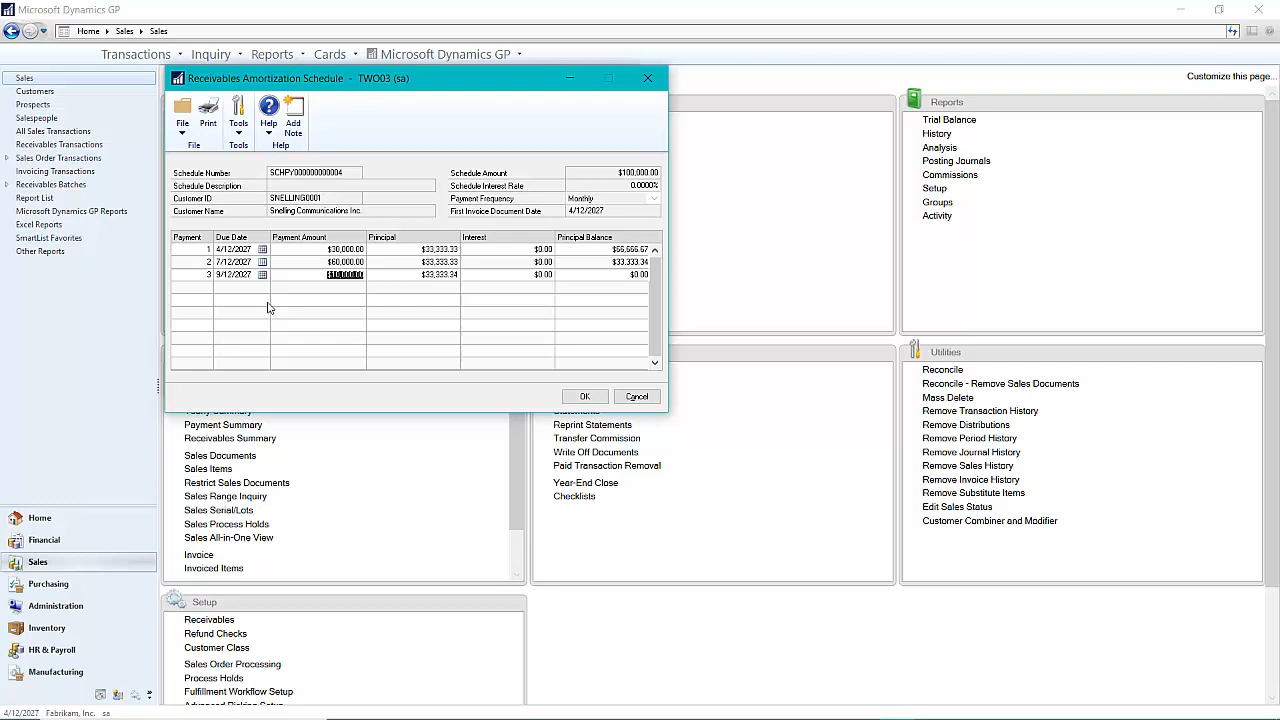 Microsoft Dynamics GP
Home Sales Sales
Transactions Inquiry Reports Cards Microsoft Dynamics GP
Customize this page...
Sales
Customers
Prospects
Salespeople
All Sales Transactions
Receivables Transactions
Sales Order Transactions
Invoicing Transactions
Receivables Batches
Report List
Microsoft Dynamics GP Reports
Excel Reports
SmartList Favorites
Other Reports
Receivables Amortization Schedule - TWO03 (sa)
File Print Tools Help Add Note
File Tools Help
Schedule Number SCHPY000000000004 Schedule Amount $100,000.00
Schedule Description Schedule Interest Rate 0.0000%
Customer ID SNELLING0001 Payment Frequency Monthly
Customer Name Snelling Communications Inc. First Invoice Document Date 4/12/2027
Payment Due Date Payment Amount Principal Interest Principal Balance
1 4/12/2027 $30,000.00 $33,333.33 $0.00 $66,666.67
2 7/12/2027 $60,000.00 $33,333.33 $0.00 $33,333.34
3 9/12/2027 $10,000.00 $33,333.34 $0.00 $0.00
OK Cancel
Reports
Trial Balance
History
Analysis
Posting Journals
Commissions
Setup
Groups
Activity
Payment Summary
Receivables Summary
Sales Documents
Sales Items
Restrict Sales Documents
Sales Range Inquiry
Sales Serial/Lots
Sales Process Holds
Sales All-in-One View
Invoice
Invoiced Items
Statements
Reprint Statements
Transfer Commission
Write Off Documents
Paid Transaction Removal
Year-End Close
Checklists
Utilities
Reconcile
Reconcile - Remove Sales Documents
Mass Delete
Remove Transaction History
Remove Distributions
Remove Period History
Remove Journal History
Remove Sales History
Remove Invoice History
Remove Substitute Items
Edit Sales Status
Customer Combiner and Modifier
Home
Financial
Sales
Purchasing
Administration
Inventory
HR & Payroll
Manufacturing
Setup
Receivables
Refund Checks
Customer Class
Sales Order Processing
Process Holds
Fulfillment Workflow Setup
4/12/2027 Fabrikam, Inc. sa